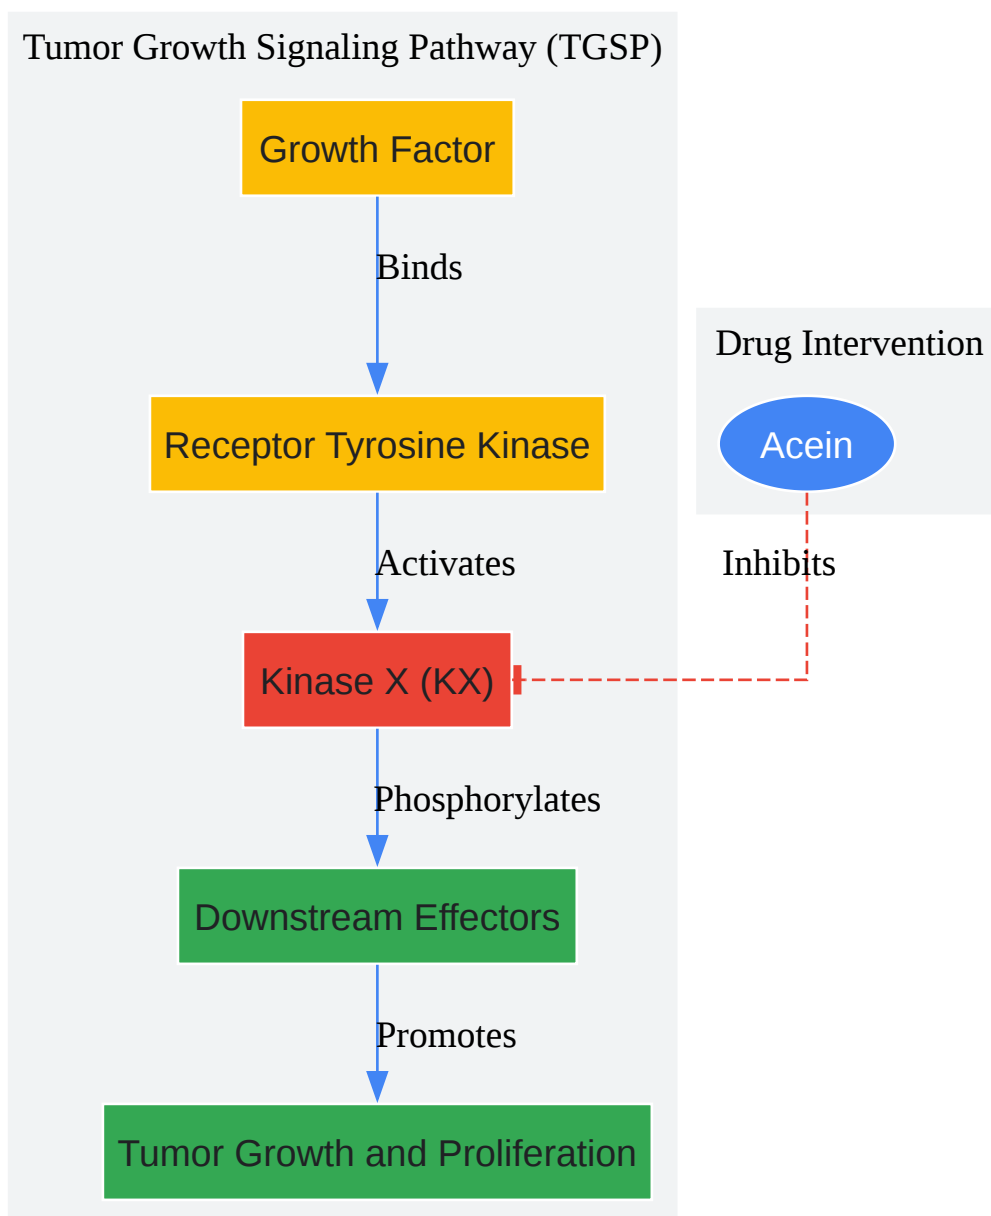 Tumor Growth Signaling Pathway (TGSP)
Growth Factor
Binds
Receptor Tyrosine Kinase
Activates
Kinase X (KX)
Phosphorylates
Downstream Effectors
Promotes
Tumor Growth and Proliferation
Drug Intervention
Acein
Inhibits